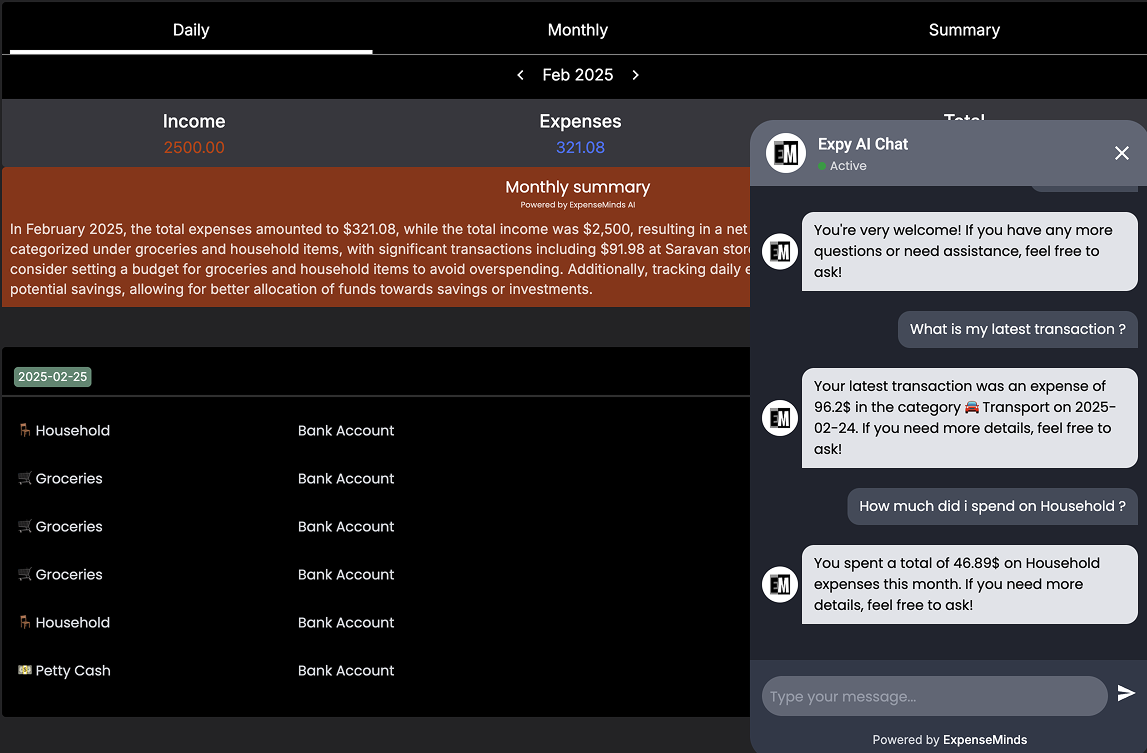 Daily Monthly Summary
Feb 2025
Income Expenses
2500.00 321.08
Monthly summary
Powered by ExpenseMinds AI
In February 2025, the total expenses amounted to $321.08, while the total income was $2,500, resulting in a net
categorized under groceries and household items, with significant transactions including $91.98 at Saravan
consider setting a budget for groceries and household items to avoid overspending. Additionally, tracking daily
potential savings, allowing for better allocation of funds towards savings or investments.
2025-02-25
Household Bank Account
Groceries Bank Account
Groceries Bank Account
Groceries Bank Account
Household Bank Account
Petty Cash Bank Account
EM
Expy AI Chat
Active
EM
You're very welcome! If you have any more
questions or need assistance, feel free to
ask!
What is my latest transaction ?
EM
Your latest transaction was an expense of
96.2$ in the category 🚘 Transport on 2025-
02-24. If you need more details, feel free to
ask!
How much did i spend on Household ?
EM
You spent a total of 46.89$ on Household
expenses this month. If you need more
details, feel free to ask!
Type your message...
Powered by ExpenseMinds